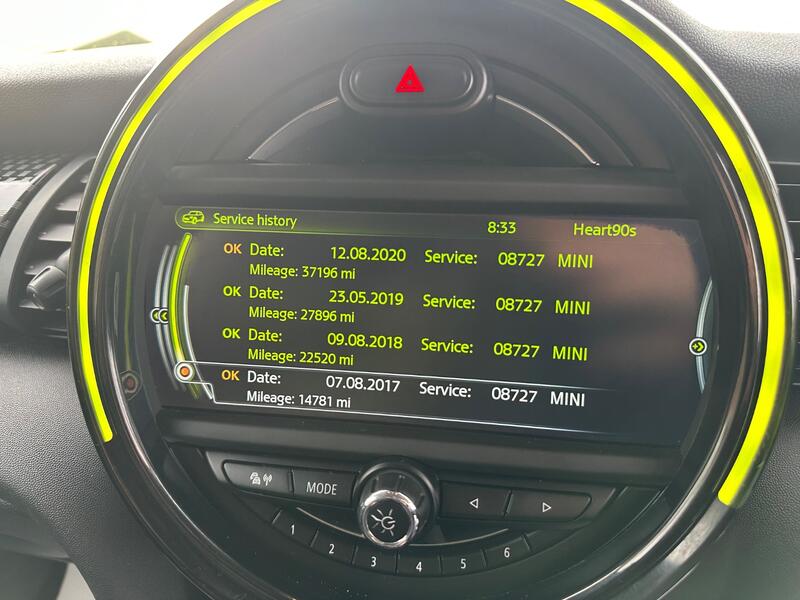 Service history 8:33 Heart90s
OK Date: 12.08.2020 Service: 08727 MINI
Mileage: 37196 mi
OK Date: 23.05.2019 Service: 08727 MINI
Mileage: 27896 mi
OK Date: 09.08.2018 Service: 08727 MINI
Mileage: 22520 mi
OK Date: 07.08.2017 Service: 08727 MINI
Mileage: 14781 mi
MODE
1 2 3 4 5 6